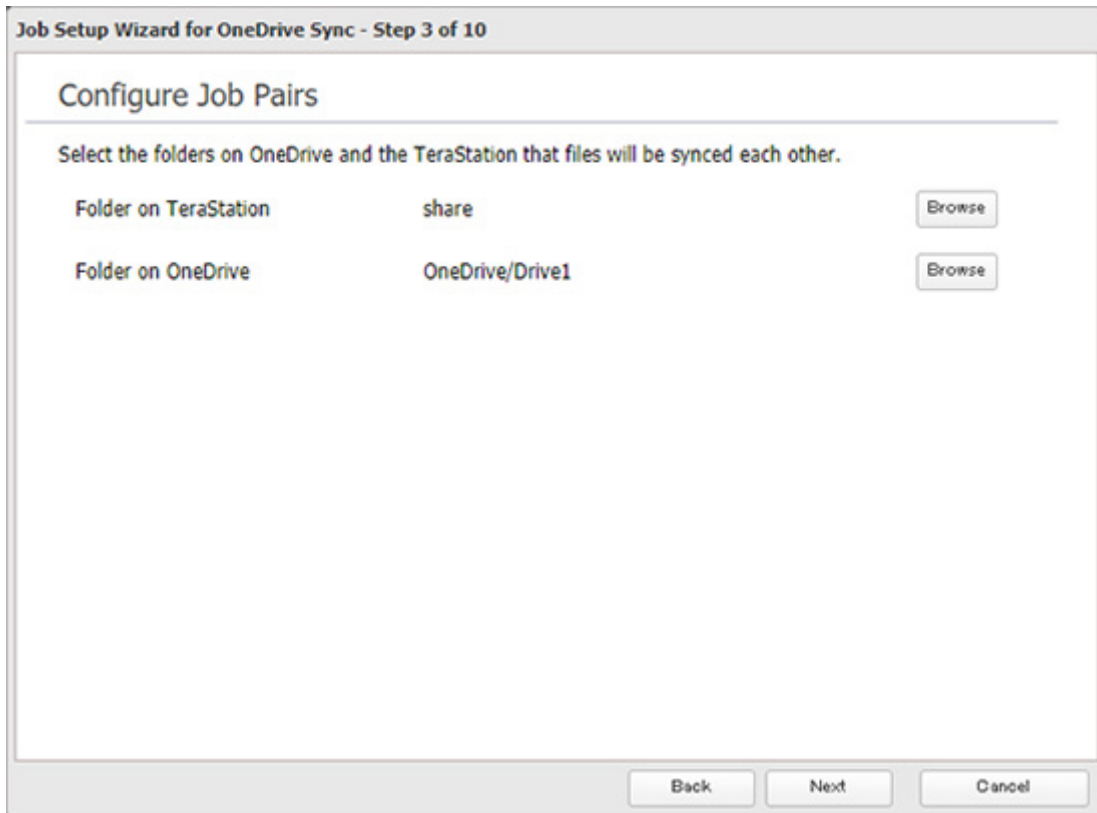 Job Setup Wizard for OneDrive Sync - Step 3 of 10
Configure Job Pairs
Select the folders on OneDrive and the TeraStation that files will be synced each other.
Folder on TeraStation share Browse
Folder on OneDrive OneDrive/Drive1 Browse
Back Next Cancel